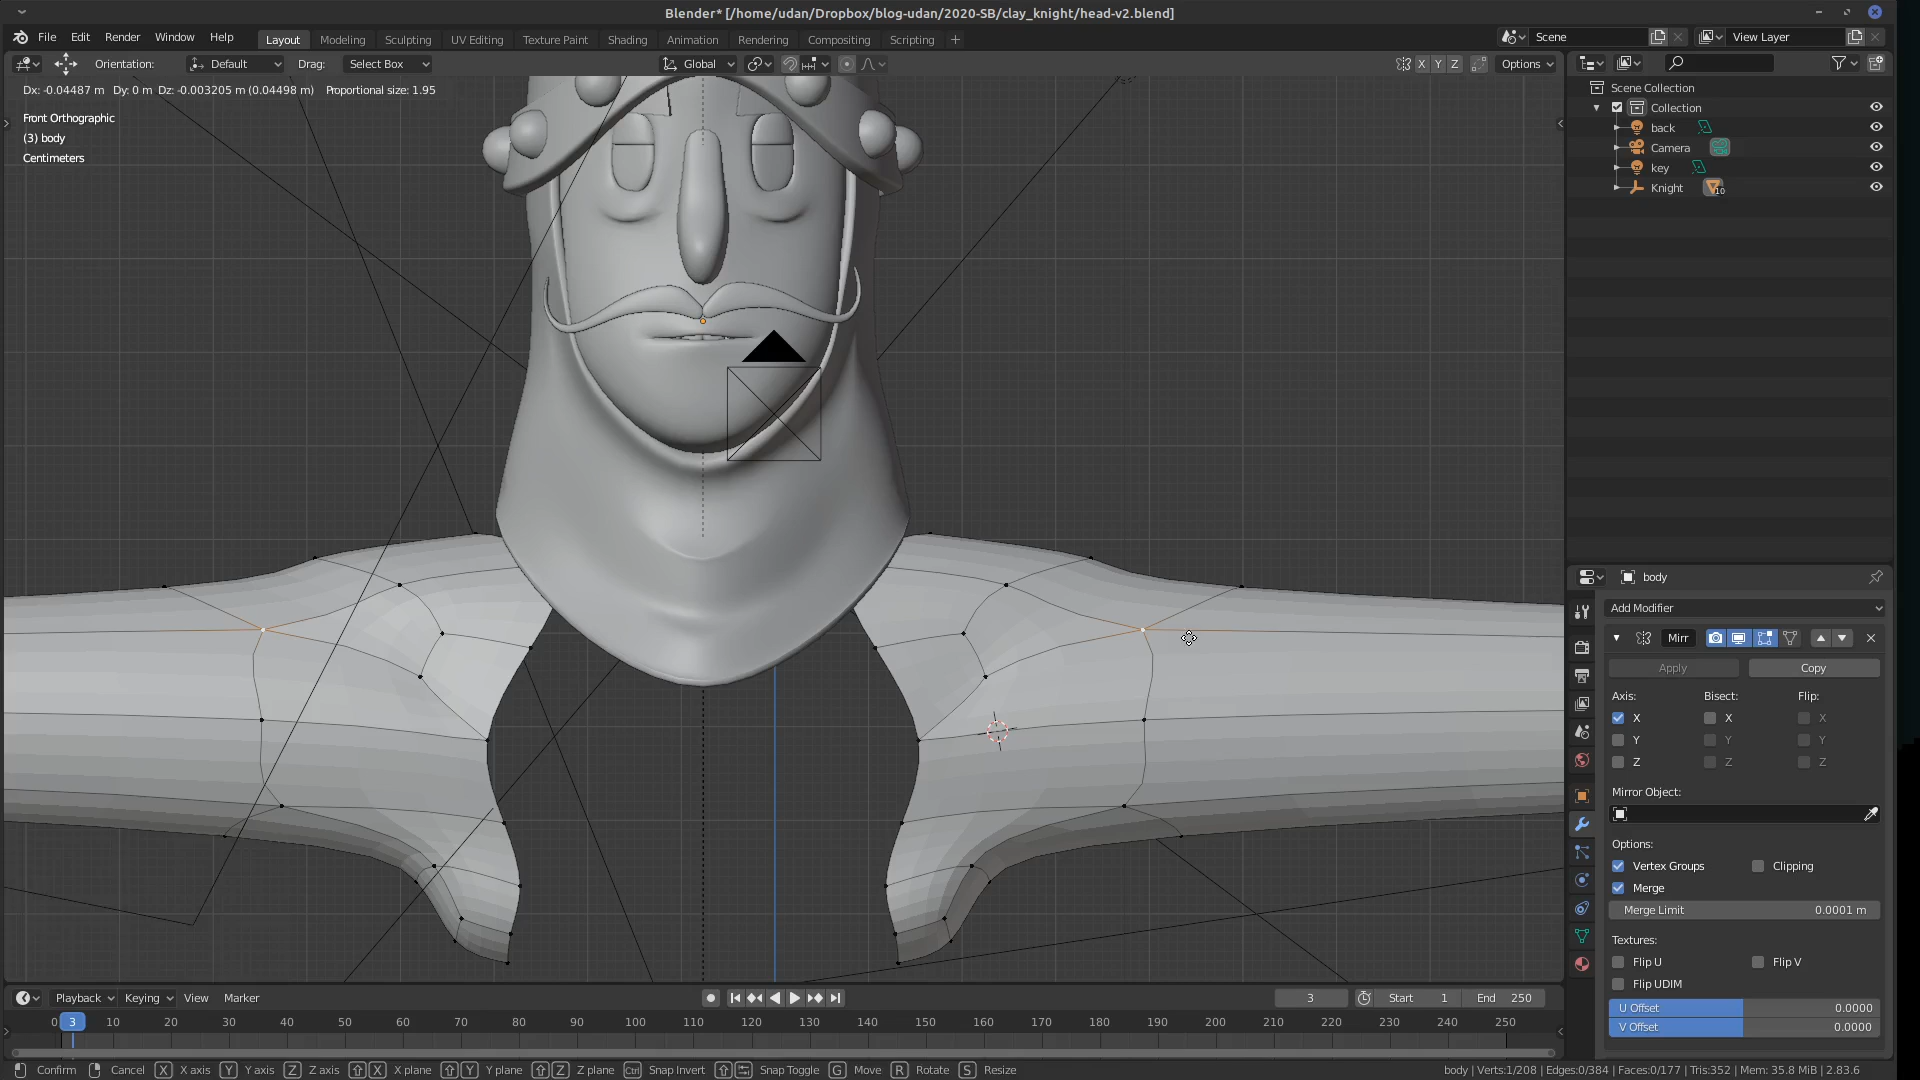 Blender* [/home/udan/Dropbox/blog-udan/2020-SB/clay_knight/head-v2.blend]
File Edit Render Window Help Layout Modeling Sculpting UV Editing Texture Paint Shading Animation Rendering Compositing Scripting + Scene View Layer
Orientation: Default Drag: Select Box Global X Y Z Options
Dx: -0.04487 m Dy: 0 m Dz: -0.003205 m (0.04498 m) Proportional size: 1.95
Front Orthographic
(3) body
Centimeters
Scene Collection
Collection
back
Camera
key
Knight 10
body
Add Modifier
Mirr
Apply Copy
Axis: Bisect: Flip:
X X X
Y Y Y
Z Z Z
Mirror Object:
Options:
Vertex Groups Clipping
Merge
Merge Limit 0.0001 m
Textures:
Flip U Flip V
Flip UDIM
U Offset 0.0000
V Offset 0.0000
Playback Keying View Marker 3 Start 1 End 250
0 3 10 20 30 40 50 60 70 80 90 100 110 120 130 140 150 160 170 180 190 200 210 220 230 240 250
Confirm Cancel X X axis Y Y axis Z Z axis X X plane Y Y plane Z Z plane Ctrl Snap Invert Snap Toggle G Move R Rotate S Resize body | Verts:1/208 | Edges:0/384 | Faces:0/177 | Tris:352 | Mem: 35.8 MiB | 2.83.6